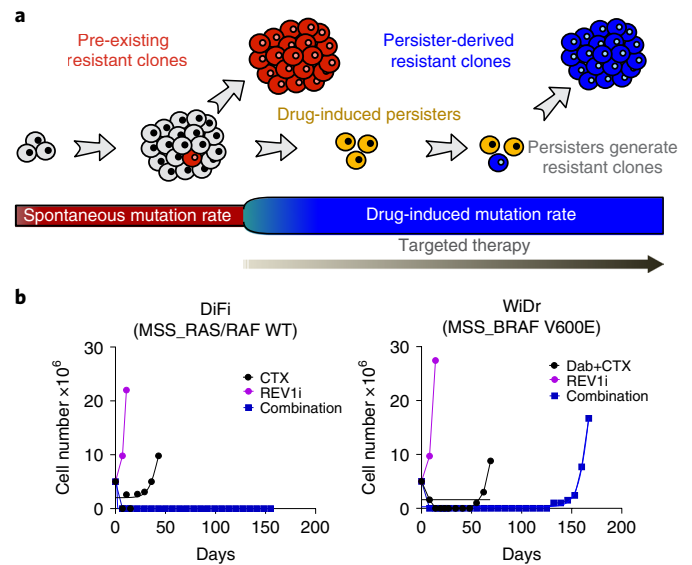 a
Pre-existing
resistant clones
Persister-derived
resistant clones
Drug-induced persisters
Persisters generate
resistant clones
Spontaneous mutation rate
Drug-induced mutation rate
Targeted therapy
b
DiFi
(MSS_RAS/RAF WT)
30
20
10
0
Cell number ×10⁶
CTX
REV1i
Combination
0
50
100
150
200
Days
WiDr
(MSS_BRAF V600E)
30
20
10
0
Cell number ×10⁶
Dab+CTX
REV1i
Combination
0
50
100
150
200
Days